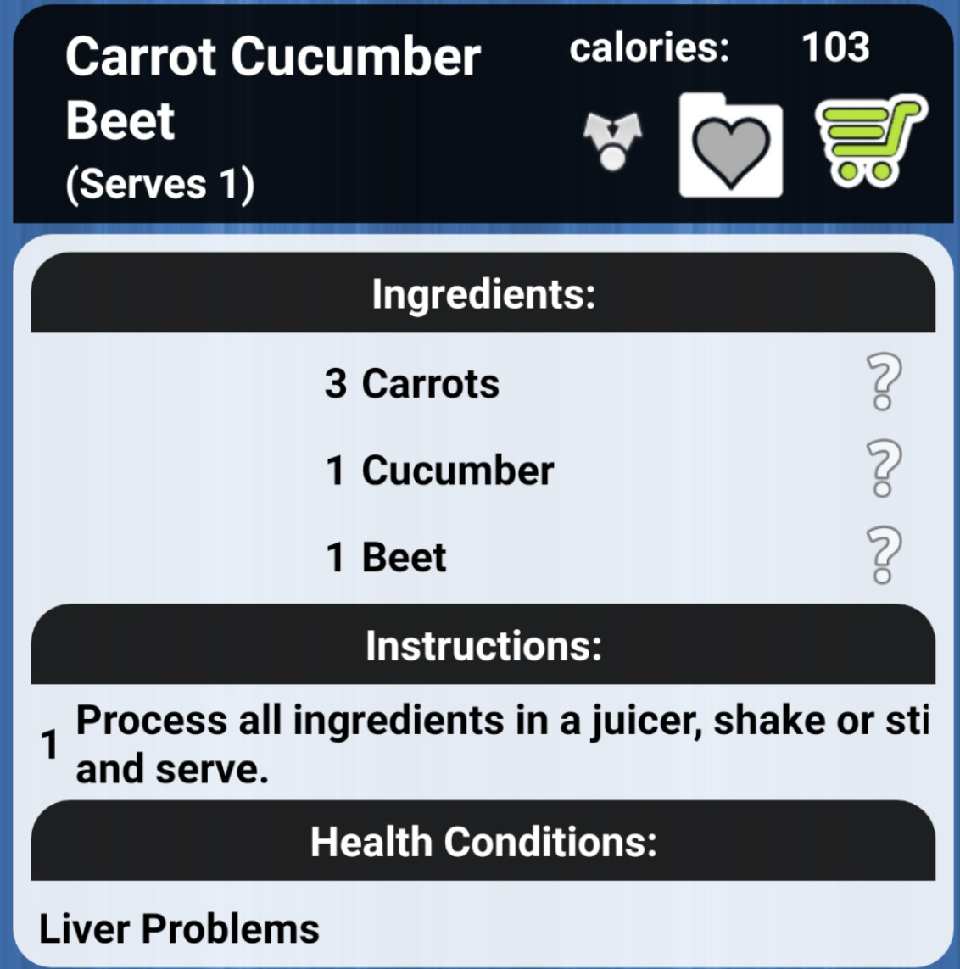 Carrot Cucumber
Beet
(Serves 1)
calories: 103
Ingredients:
3 Carrots
1 Cucumber
1 Beet
Instructions:
1 Process all ingredients in a juicer, shake or sti
and serve.
Health Conditions:
Liver Problems